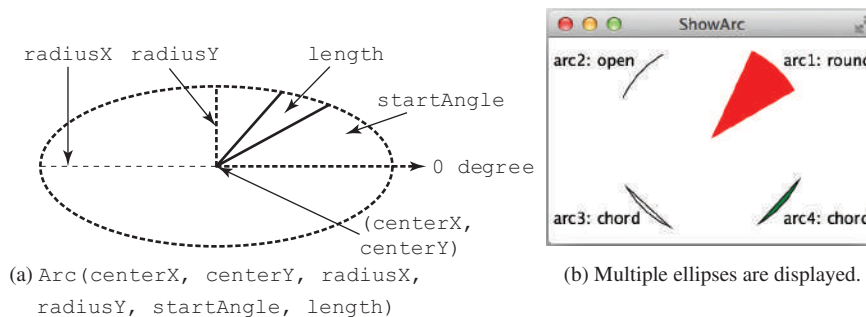 radiusX radiusY length
startAngle
0 degree
(centerX,
centerY)
(a) Arc(centerX, centerY, radiusX,
radiusY, startAngle, length)
ShowArc
arc2: open
arc1: round
arc3: chord
arc4: chord
(b) Multiple ellipses are displayed.